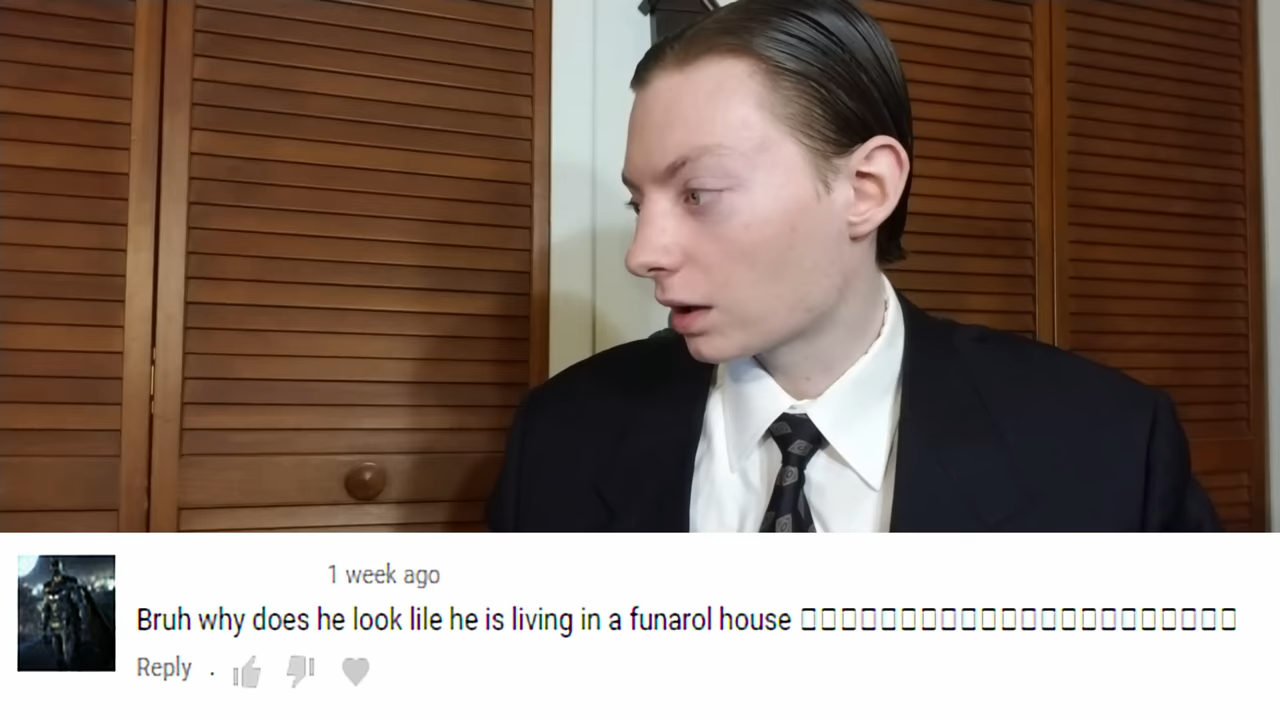 1 week ago
Bruh why does he look lile he is living in a funarol house □□□□□□□□□□□□□□□□□□□□□□
Reply .